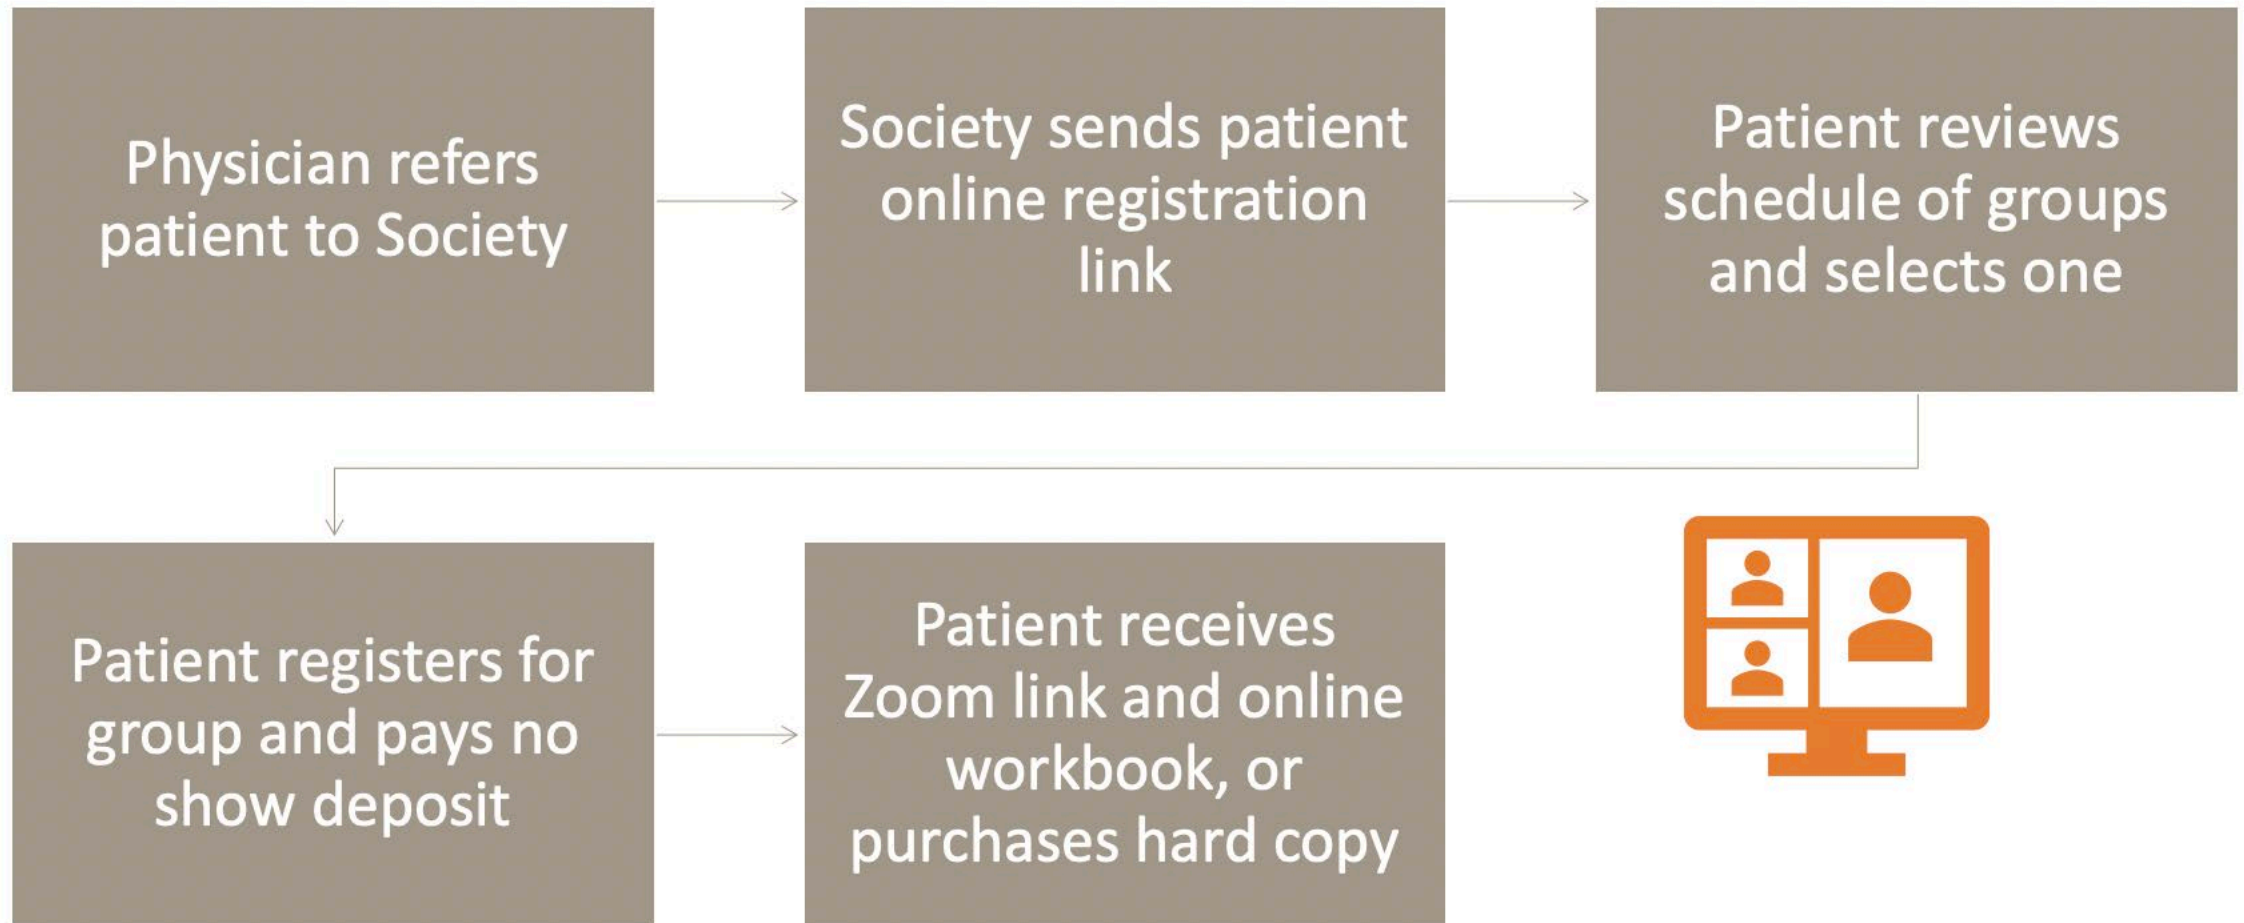 Physician refers
patient to Society
Society sends patient
online registration
link
Patient reviews
schedule of groups
and selects one
Patient registers for
group and pays no
show deposit
Patient receives
Zoom link and online
workbook, or
purchases hard copy